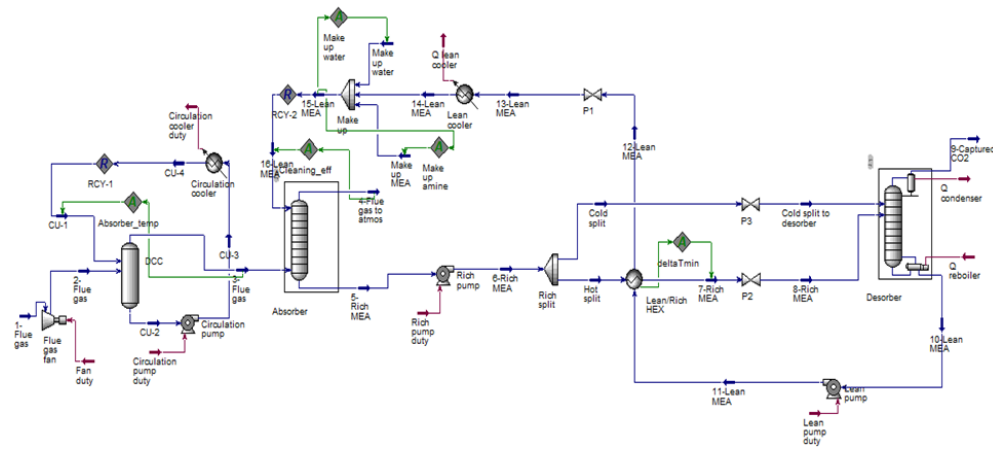 A
Make
up
water
Make
up
water
Q lean
cooler
15-Lean
MEA
14-Lean
MEA
13-Lean
MEA
P1
R
RCY-2
Make
up
Lean
cooler
Circulation
cooler
duty
R
RCY-1
CU-4
Circulation
cooler
16-Lean
MEA
A
Cleaning_eff
Make
up
MEA
A
Make up
amine
12-Lean
MEA
9-Captured
CO2
Q
condenser
A
Absorber_temp
CU-1
4-Flue
gas to
atmos
Cold
split
P3
Cold split to
desorber
CU-3
DCC
2-
Flue
gas
3-
Flue
gas
A
deltaTmin
Rich
pump
6-Rich
MEA
Rich
split
Hot
split
Lean/Rich
HEX
7-Rich
MEA
P2
8-Rich
MEA
Q
reboiler
Desorber
Absorber
5-
Rich
MEA
1-
Flue
gas
Flue
gas
fan
CU-2
Circulation
pump
Rich
pump
duty
10-Lean
MEA
Fan
duty
Circulation
pump
duty
11-Lean
MEA
Lean
pump
Lean
pump
duty